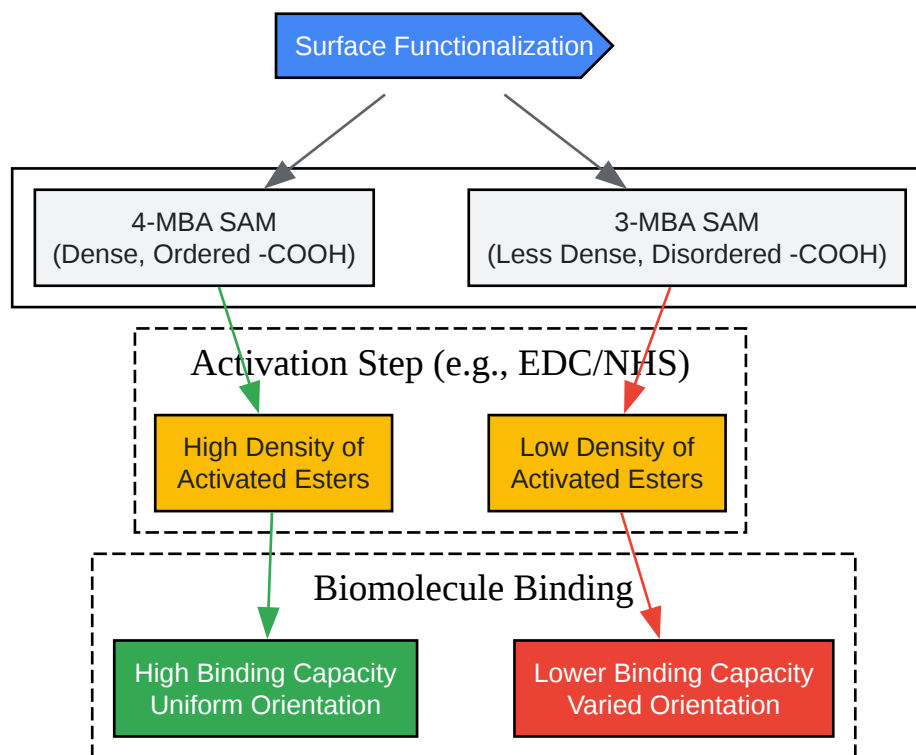 Surface Functionalization
4-MBA SAM
(Dense, Ordered -COOH)
3-MBA SAM
(Less Dense, Disordered -COOH)
Activation Step (e.g., EDC/NHS)
High Density of
Activated Esters
Low Density of
Activated Esters
Biomolecule Binding
High Binding Capacity
Uniform Orientation
Lower Binding Capacity
Varied Orientation